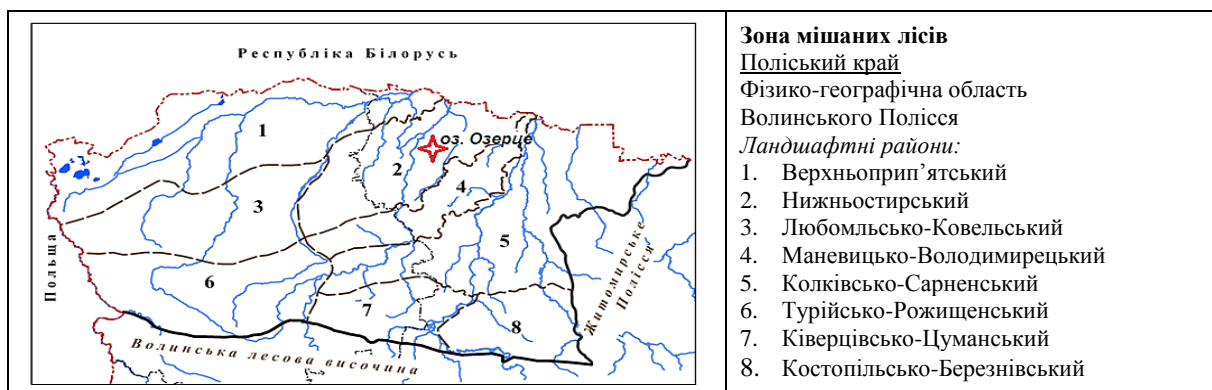 Республіка Білорусь
1
оз. Озерце
2
4
3
Польща
5
6
7
8
Житомирське
Полісся
Волинська лесова височина
Зона мішаних лісів
Поліський край
Фізико-географічна область
Волинського Полісся
Ландшафтні райони:
1. Верхньоприп’ятський
2. Нижньостирський
3. Любомльсько-Ковельський
4. Маневицько-Володимирецький
5. Колківсько-Сарненський
6. Турійсько-Рожищенський
7. Ківерцівсько-Цуманський
8. Костопільсько-Березнівський